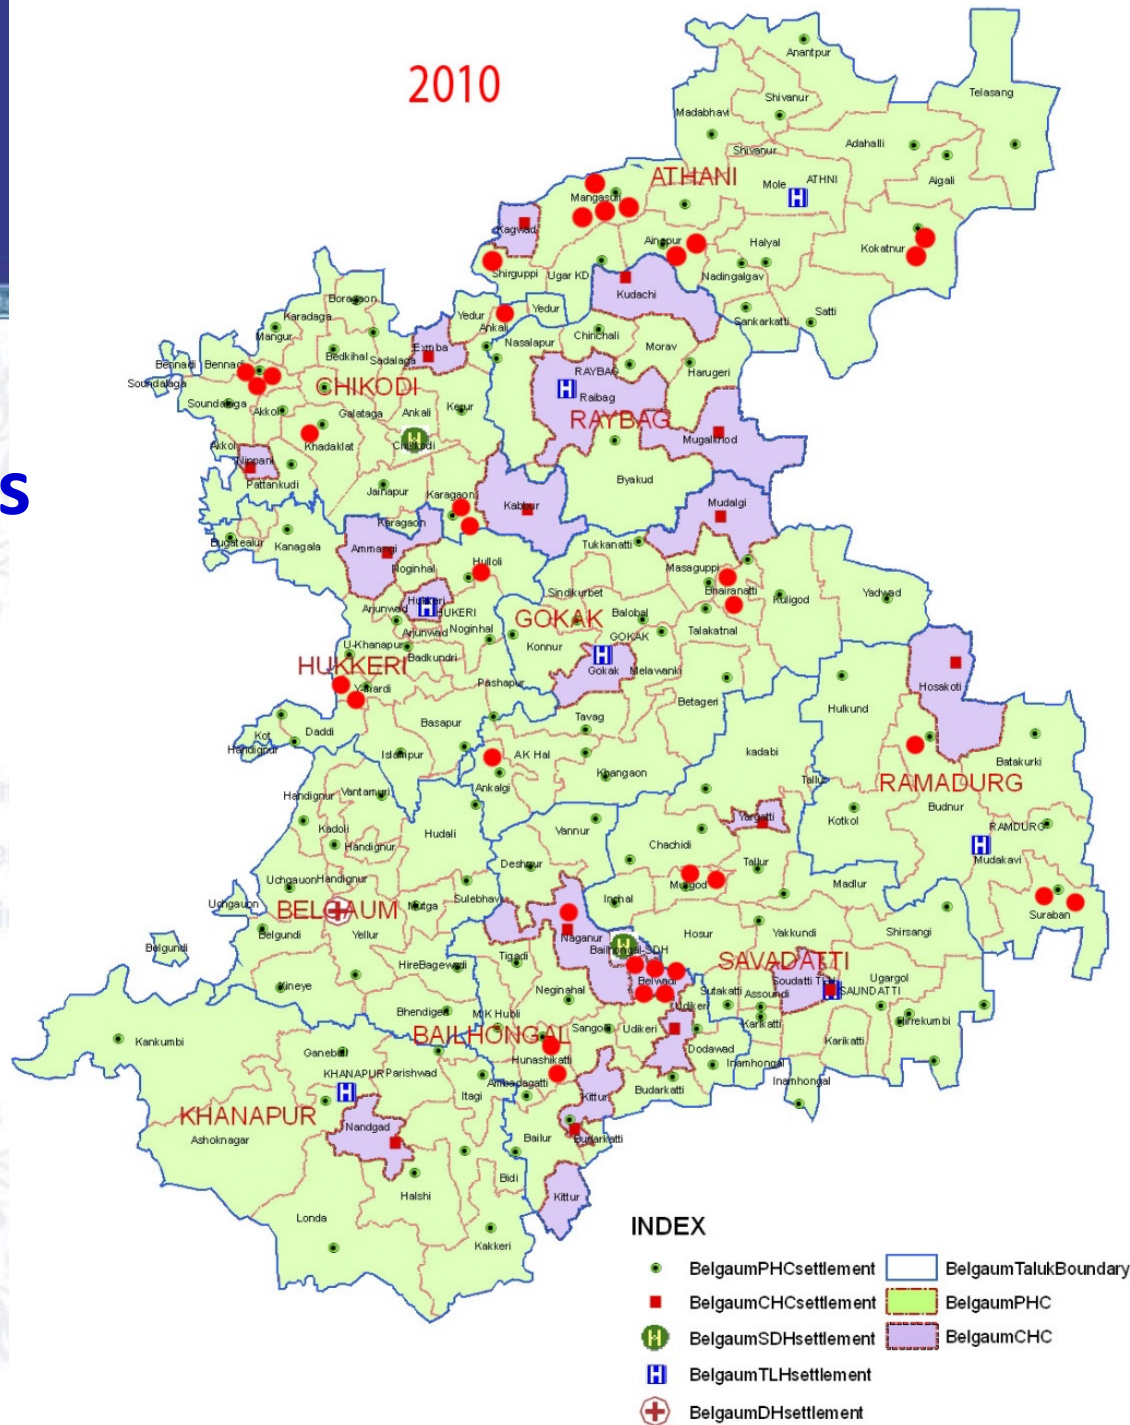 2010
s
Anantpur
Telasang
Shivanur
Madabhavi
Adahalli
Shivanur
ATHANI
Mole
ATHNI
Aigali
Mangasuli
Kagwad
Ainapur
Halyal
Kokatnur
Shirguppi
Ugar KD
Nadingalgav
Kudachi
Boragaon
Yedur
Yedur
Satti
Karadaga
Sankarkatti
Mangur
Ankali
Chinchali
Nasalapur
Morav
Bedkihal
Sadalaga
Bennadi
Bennadi
RAYBAG
Harugeri
Soundalaga
CHIKODI
Raibag
Soundalaga
Akkol
Galataga
Ankali
Kerur
RAYBAG
Mugalkhod
Akkol
Khadaklat
Chikkodi
Nippani
Pattankudi
Byakud
Jainapur
Karagaon
Kabbur
Mudalgi
Karagaon
Bugatealur
Kanagala
Ammangi
Tukkanatti
Noginhal
Hulloli
Masaguppi
Bhairanatti
Sindikurbet
Hukkeri
HUKERI
Kuligod
Yadwad
Arjunwad
GOKAK
Balobal
Arjunwad
Noginhal
GOKAK
Talakatnal
U-Khanapur
Konnur
Badkundri
HUKKERI
Gokak
Melawanki
Hosakoti
Y-Wardi
Pashapur
Betageri
Hulkund
Basapur
Tavag
Daddi
Kot
Handignur
Islampur
AK Hal
kadabi
Batakurki
Khangaon
Tallur
RAMADURG
Ankalgi
Handignur
Vantamuri
Budnur
Yargatti
Kotkol
Kadoli
Hudali
Vannur
RAMDURG
Handignur
Chachidi
Mudakavi
Deshnur
Tallur
Uchgauon
Handignur
Murgod
Madlur
Uchgauon
BELGAUM
Mutga
Sulebhavi
Inchal
Suraban
Belgundi
Yellur
Naganur
Hosur
Yakkundi
Shirsangi
Belgundi
Bailhongal-SDH
HireBagewadi
Tigadi
SAVADATTI
Belwadi
Soudatti TLH
Ugargol
Kineye
Neginahal
Sutakatti
Assoundi
SAUNDATTI
Bhendigeri
M K Hubli
Udikeri
BAILHONGAL
Sangoli
Udikeri
Karikatti
Hirrekumbi
Kankumbi
Ganebail
Hunashikatti
Dodawad
Karikatti
KHANAPUR
Parishwad
Inamhongal
Ambadagatti
Inamhongal
KHANAPUR
Itagi
Kittur
Budarkatti
Ashoknagar
Nandgad
Bailur
Budarkatti
Halshi
Bidi
Kittur
Londa
Kakkeri
INDEX
BelgaumPHCsettlement
BelgaumTalukBoundary
BelgaumCHCsettlement
BelgaumPHC
BelgaumSDHsettlement
BelgaumCHC
BelgaumTLHsettlement
BelgaumDHsettlement